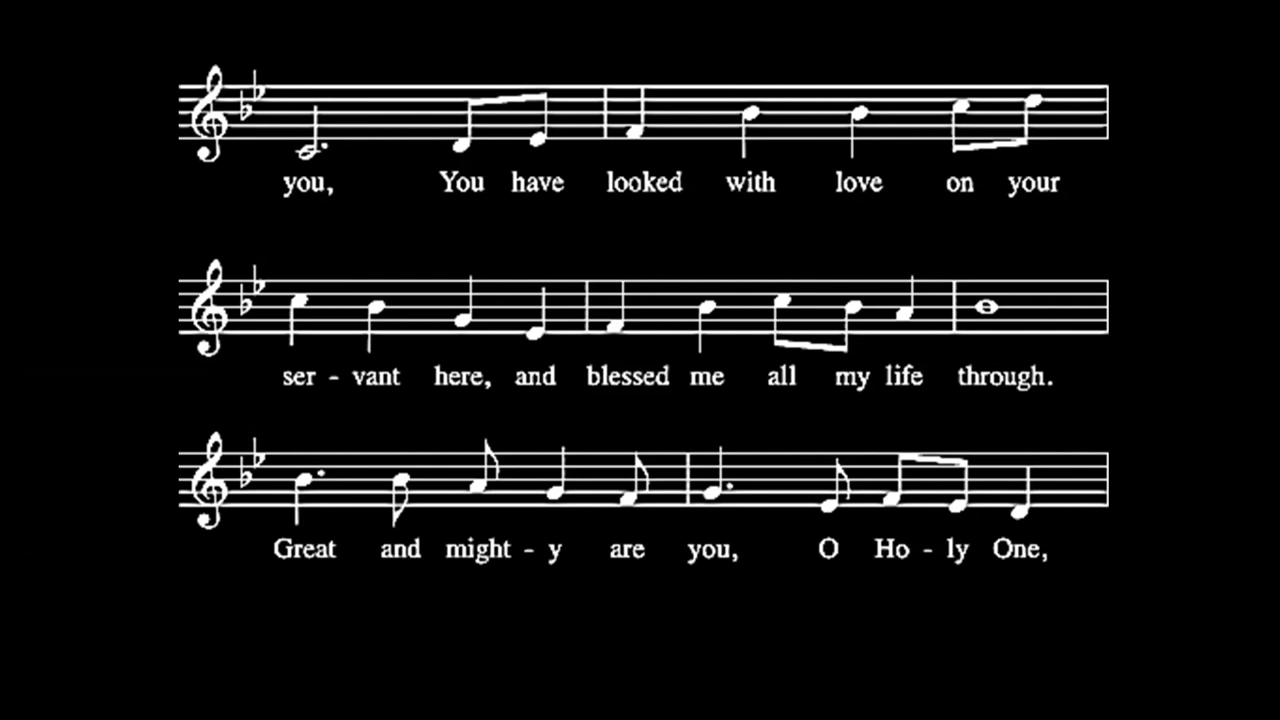 you, You have looked with love on your
ser - vant here, and blessed me all my life through.
Great and might - y are you, O Ho - ly One,